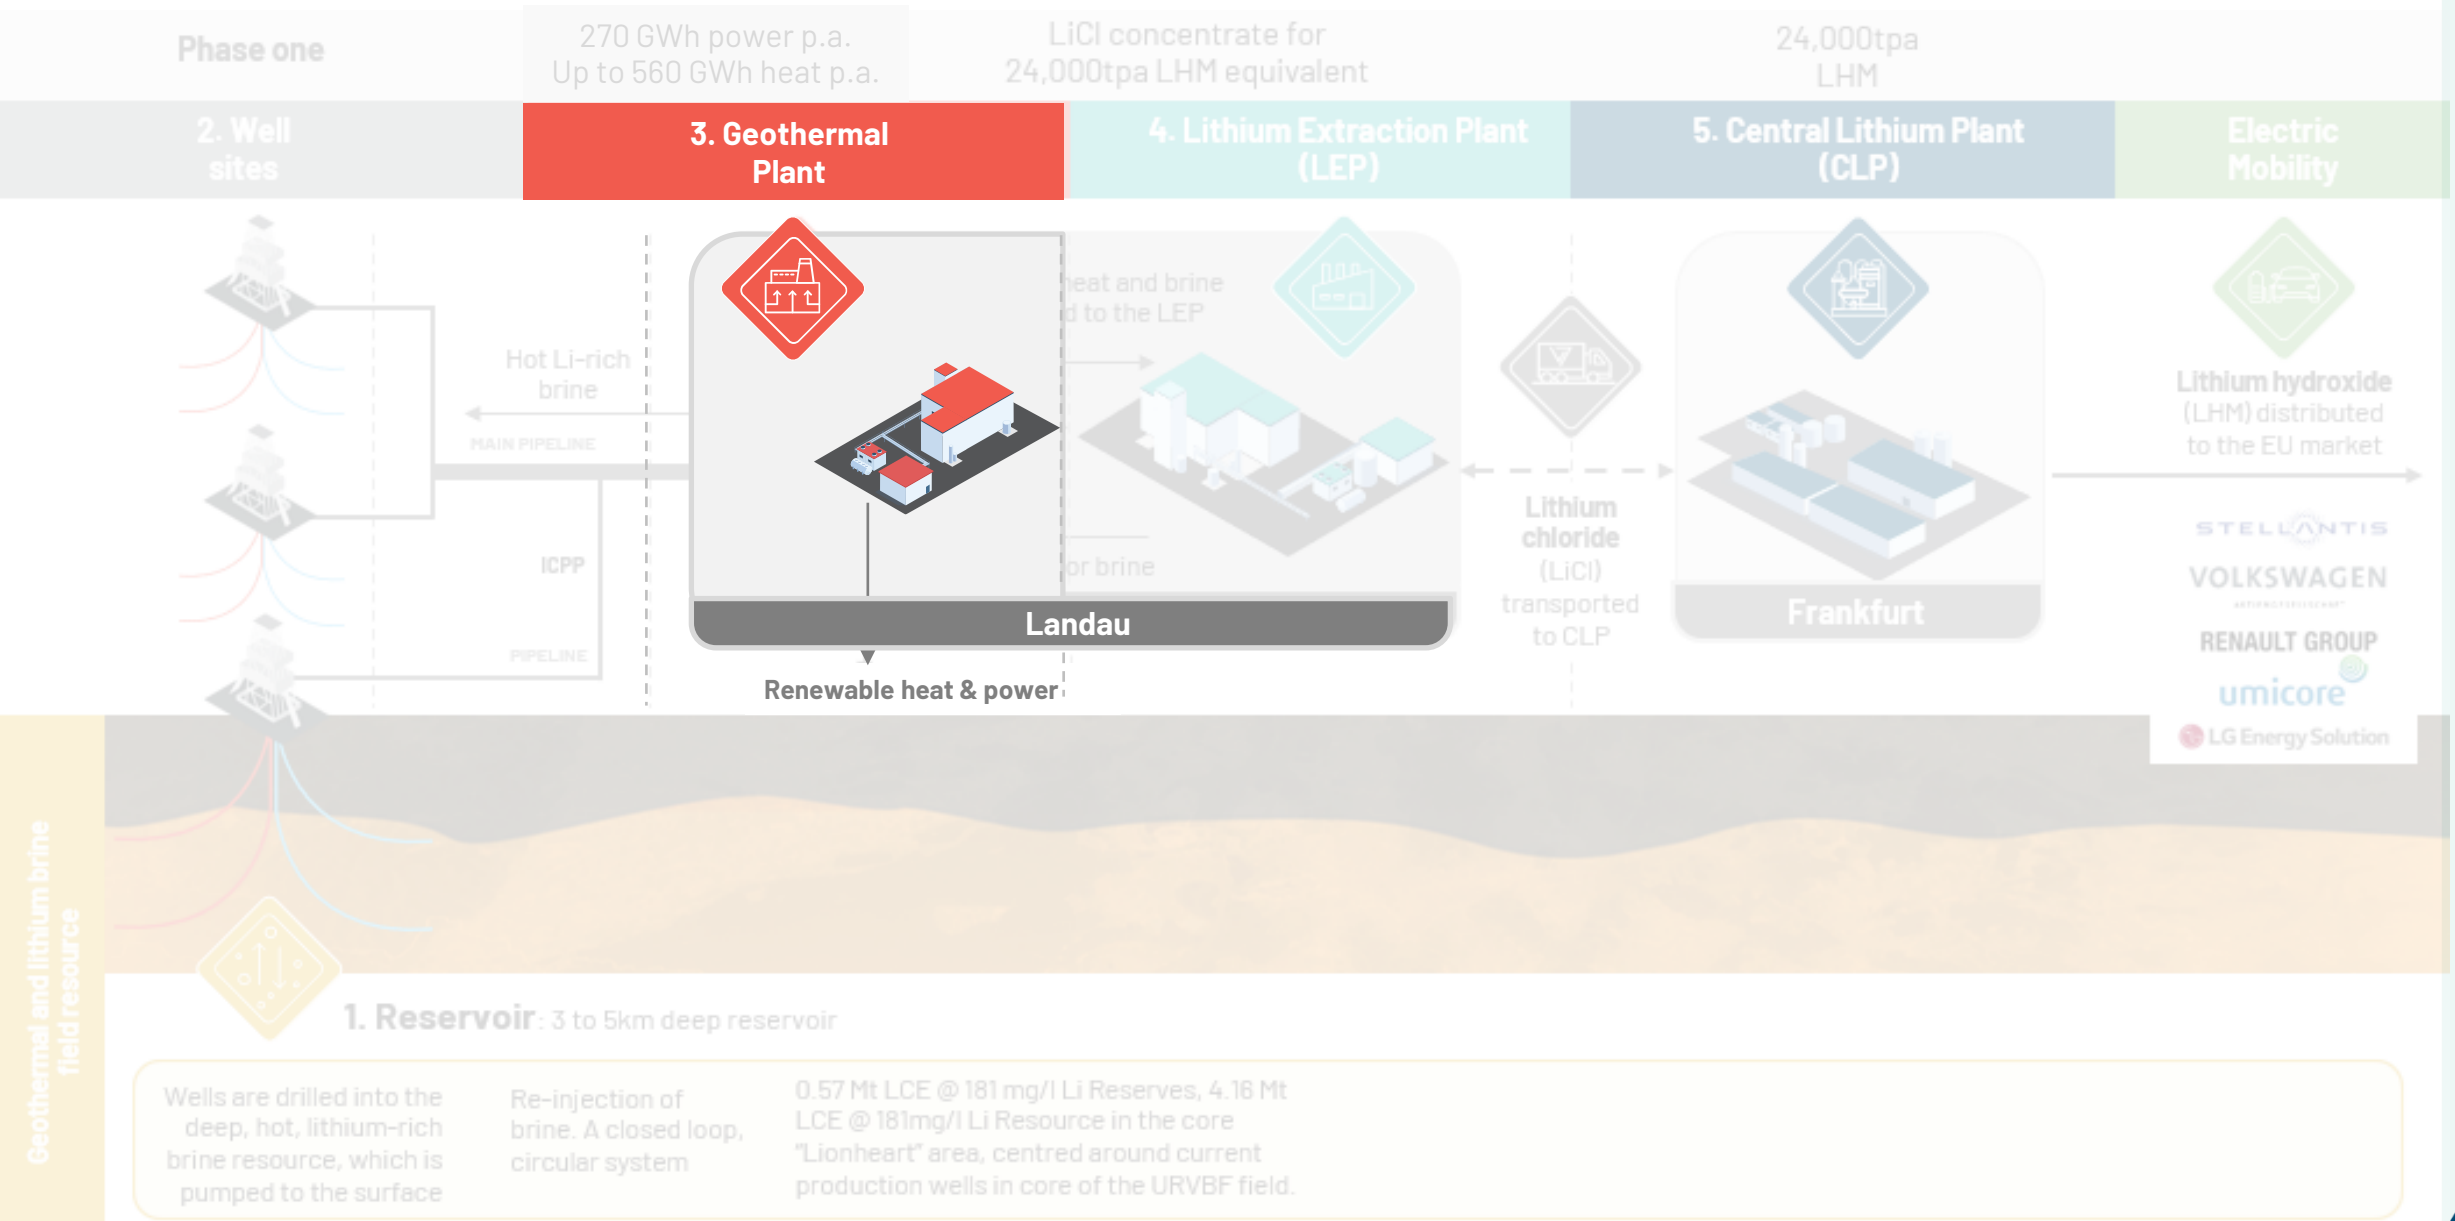 Phase one
270 GWh power p.a.
Up to 560 GWh heat p.a.
LiCl concentrate for
24,000tpa LHM equivalent
24,000tpa
LHM
2. Well
sites
3. Geothermal
Plant
4. Lithium Extraction Plant
(LEP)
5. Central Lithium Plant
(CLP)
Electric
Mobility
Hot Li-rich
brine
MAIN PIPELINE
ICPP
PIPELINE
heat and brine
d to the LEP
or brine
Landau
Renewable heat & power
Lithium
chloride
(LiCl)
transported
to CLP
Frankfurt
Lithium hydroxide
(LHM) distributed
to the EU market
STELLANTIS
VOLKSWAGEN
AKTIENGESELLSCHAFT
RENAULT GROUP
umicore
LG Energy Solution
Geothermal and lithium brine
field resource
1. Reservoir: 3 to 5km deep reservoir
Wells are drilled into the
deep, hot, lithium-rich
brine resource, which is
pumped to the surface
Re-injection of
brine. A closed loop,
circular system
0.57 Mt LCE @ 181 mg/l Li Reserves, 4.16 Mt
LCE @ 181mg/l Li Resource in the core
"Lionheart" area, centred around current
production wells in core of the URVBF field.